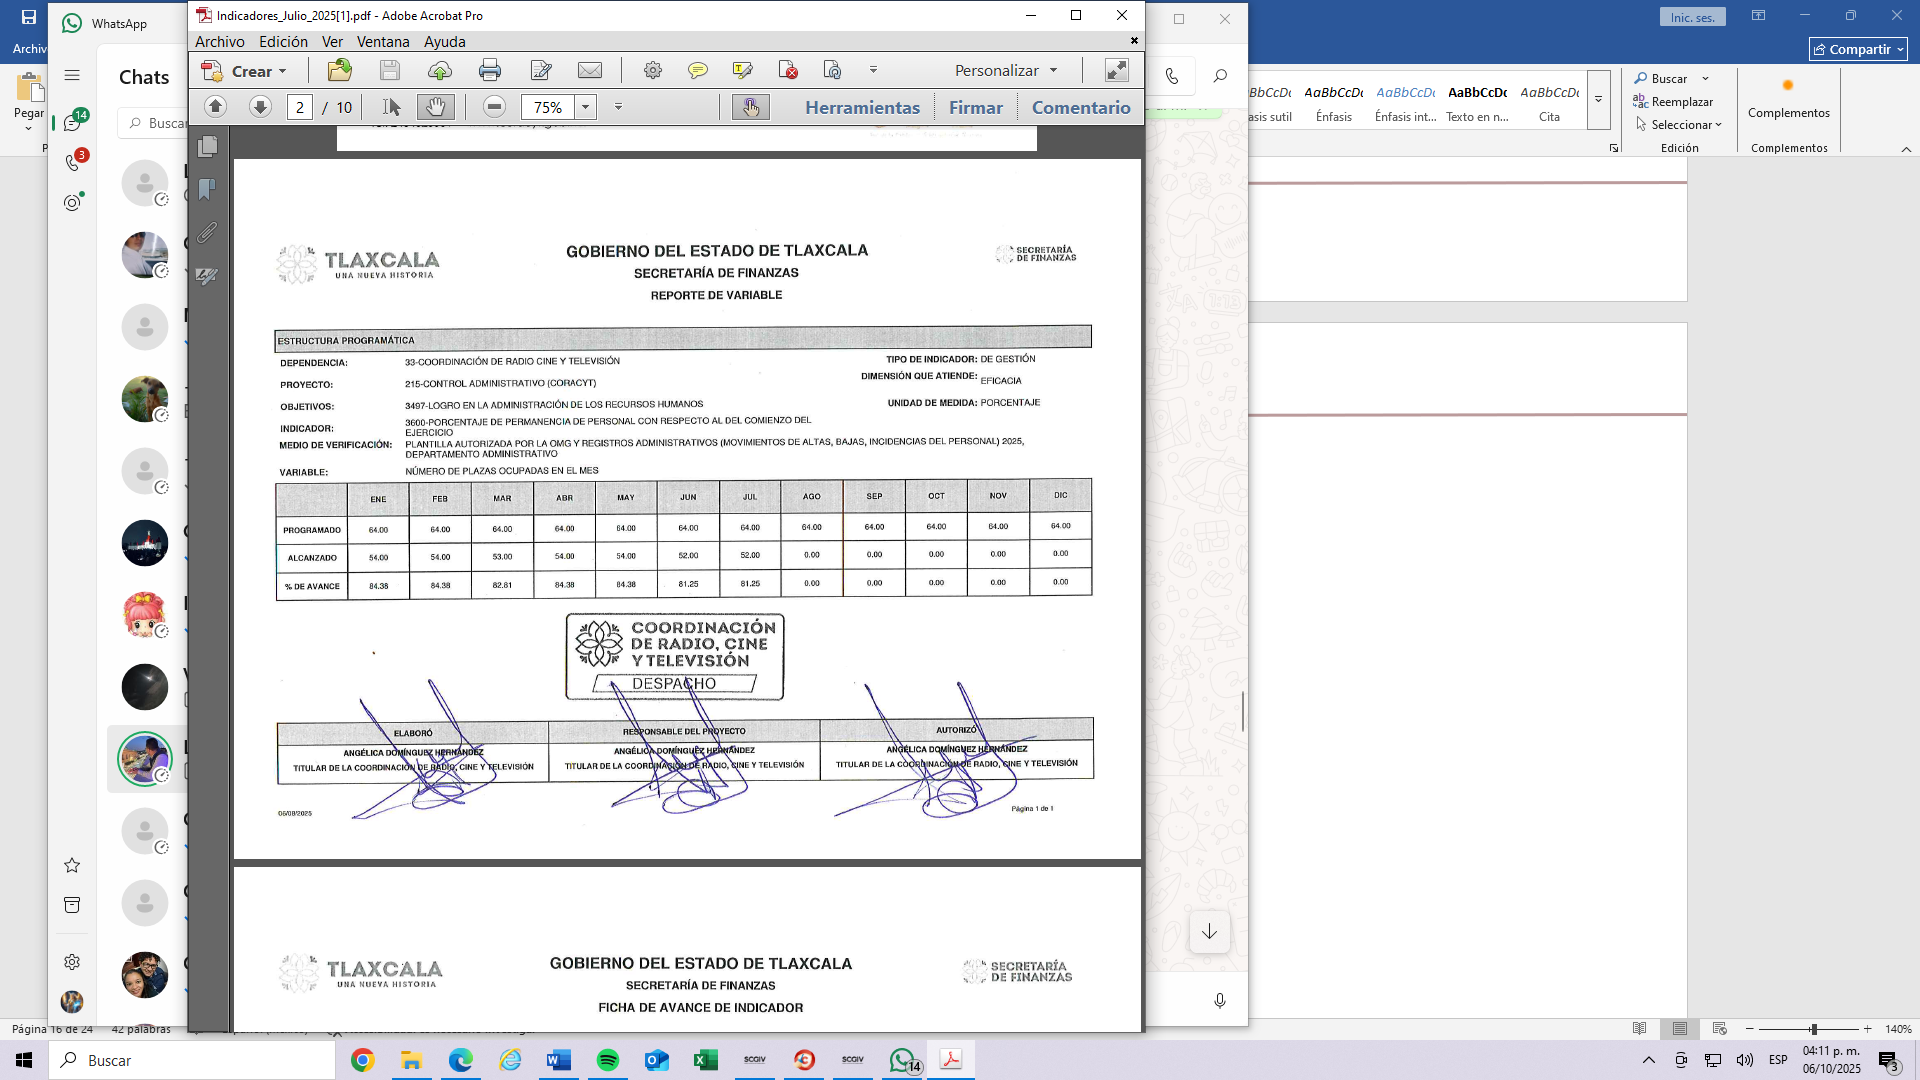 WhatsApp
Indicadores_Julio_2025[1].pdf - Adobe Acrobat Pro
Inic. ses.
Archivo Edición Ver Ventana Ayuda
Compartir
Chats
Crear
Personalizar
2 / 10
75%
Herramientas Firmar Comentario
Pegar
14
3
Buscar
Reemplazar
Seleccionar
Edición
AaBbCcDc AaBbCcDc AaBbCcDc
Énfasis Énfasis int... Texto en n... Cita
Complementos
Complementos
TLAXCALA
UNA NUEVA HISTORIA
GOBIERNO DEL ESTADO DE TLAXCALA
SECRETARÍA DE FINANZAS
REPORTE DE VARIABLE
SECRETARÍA
DE FINANZAS
ESTRUCTURA PROGRAMÁTICA
DEPENDENCIA: 33-COORDINACIÓN DE RADIO CINE Y TELEVISIÓN TIPO DE INDICADOR: DE GESTIÓN
PROYECTO: 215-CONTROL ADMINISTRATIVO (CORACYT) DIMENSIÓN QUE ATIENDE: EFICACIA
OBJETIVOS: 3497-LOGRO EN LA ADMINISTRACIÓN DE LOS RECURSOS HUMANOS UNIDAD DE MEDIDA: PORCENTAJE
INDICADOR: 3600-PORCENTAJE DE PERMANENCIA DE PERSONAL CON RESPECTO AL DEL COMIENZO DEL
EJERCICIO
MEDIO DE VERIFICACIÓN: PLANTILLA AUTORIZADA POR LA OMG Y REGISTROS ADMINISTRATIVOS (MOVIMIENTOS DE ALTAS, BAJAS, INCIDENCIAS DEL PERSONAL) 2025,
DEPARTAMENTO ADMINISTRATIVO
VARIABLE: NÚMERO DE PLAZAS OCUPADAS EN EL MES
ENE FEB MAR ABR MAY JUN JUL AGO SEP OCT NOV DIC
PROGRAMADO 64.00 64.00 64.00 64.00 64.00 64.00 64.00 64.00 64.00 64.00 64.00 64.00
ALCANZADO 54.00 54.00 53.00 54.00 54.00 52.00 52.00 0.00 0.00 0.00 0.00 0.00
% DE AVANCE 84.38 84.38 82.81 84.38 84.38 81.25 81.25 0.00 0.00 0.00 0.00 0.00
COORDINACIÓN
DE RADIO, CINE
Y TELEVISIÓN
DESPACHO
ELABORÓ RESPONSABLE DEL PROYECTO AUTORIZÓ
ANGÉLICA DOMÍNGUEZ HERNÁNDEZ ANGÉLICA DOMÍNGUEZ HERNÁNDEZ ANGÉLICA DOMÍNGUEZ HERNÁNDEZ
TITULAR DE LA COORDINACIÓN DE RADIO, CINE Y TELEVISIÓN TITULAR DE LA COORDINACIÓN DE RADIO, CINE Y TELEVISIÓN TITULAR DE LA COORDINACIÓN DE RADIO, CINE Y TELEVISIÓN
Página 1 de 1
TLAXCALA
UNA NUEVA HISTORIA
GOBIERNO DEL ESTADO DE TLAXCALA
SECRETARÍA DE FINANZAS
FICHA DE AVANCE DE INDICADOR
SECRETARÍA
DE FINANZAS
Página 16 de 24 42 palabras
140%
Buscar
SCGIV
SCGIV
14
ESP
04:11 p. m.
06/10/2025
3